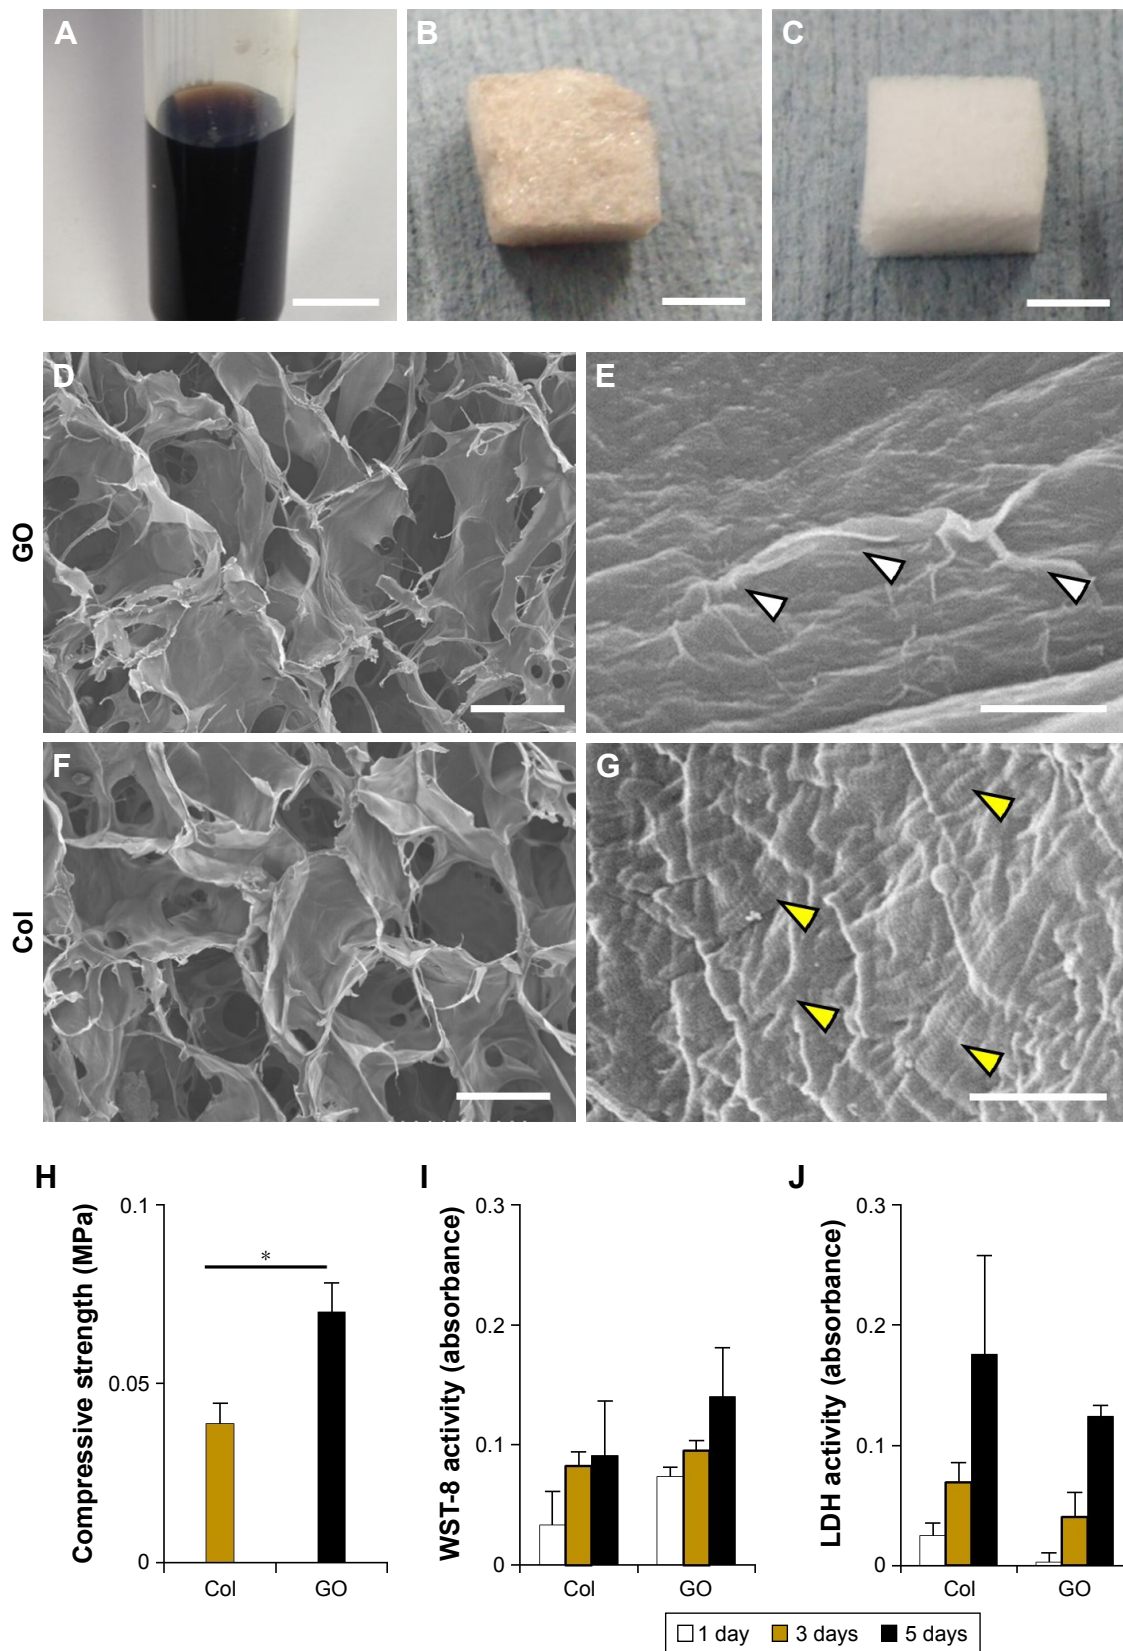 A
B
C
D
E
GO
F
G
Col
H
I
J
Compressive strength (MPa)
0.1
0.05
0
*
Col
GO
WST-8 activity (absorbance)
0.3
0.2
0.1
0
Col
GO
LDH activity (absorbance)
0.3
0.2
0.1
0
Col
GO
1 day
3 days
5 days